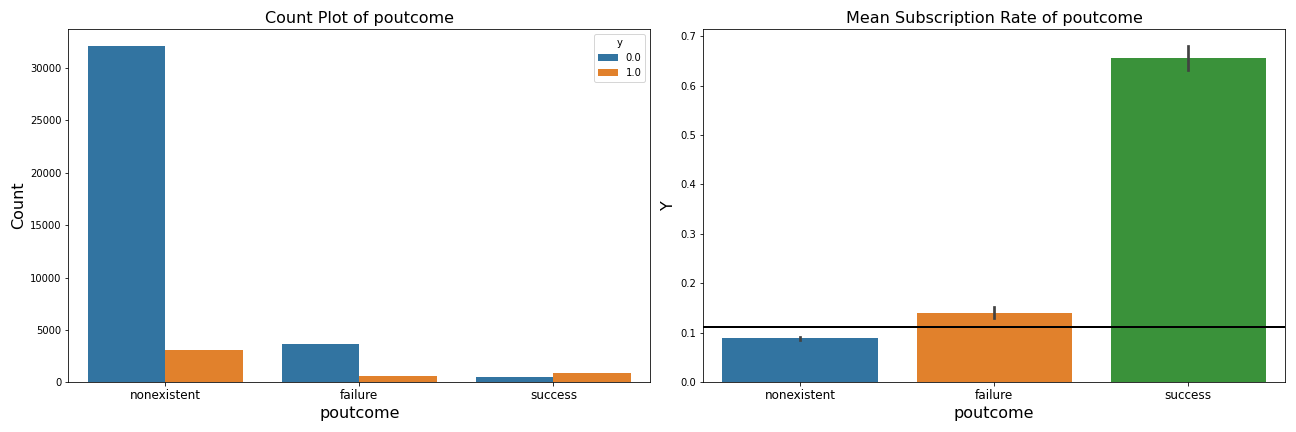 Count Plot of poutcome
Count
30000
25000
20000
15000
10000
5000
0
y
0.0
1.0
nonexistent failure success
poutcome
Mean Subscription Rate of poutcome
Y
0.7
0.6
0.5
0.4
0.3
0.2
0.1
0.0
nonexistent failure success
poutcome